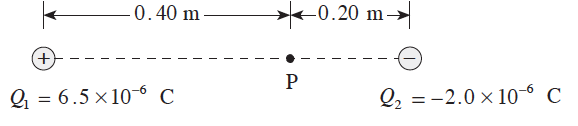 0.40 m 0.20 m
+ −
P
Q₁ = 6.5 × 10⁻⁶ C Q₂ = −2.0 × 10⁻⁶ C